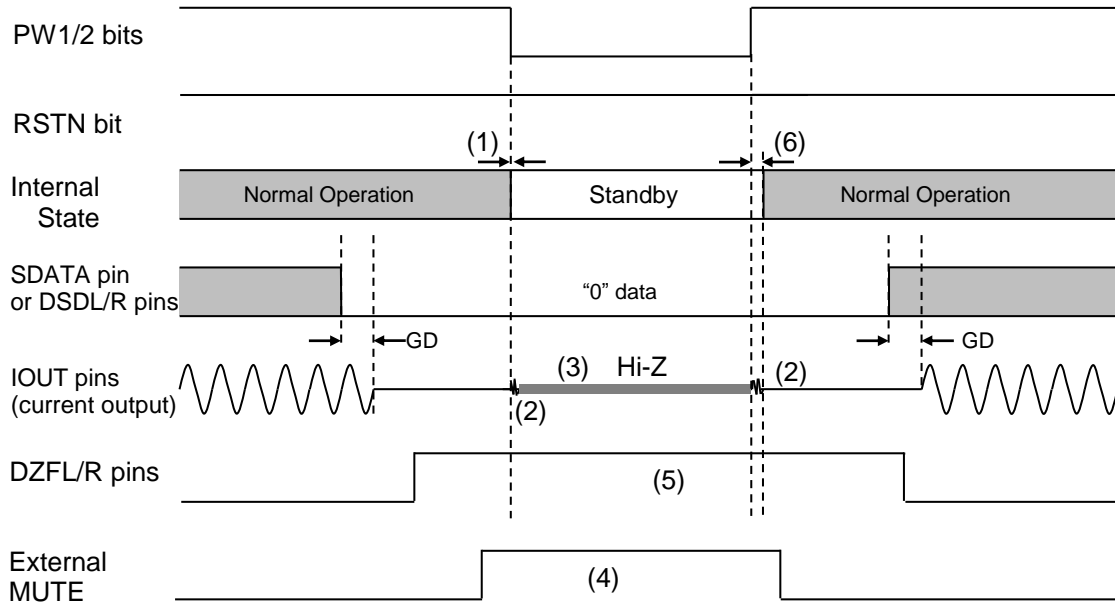 PW1/2 bits
RSTN bit
(1)
(6)
Internal
State
Normal Operation
Standby
Normal Operation
SDATA pin
or DSDL/R pins
“0” data
GD
GD
IOUT pins
(current output)
(3)
Hi-Z
(2)
(2)
DZFL/R pins
(5)
External
MUTE
(4)